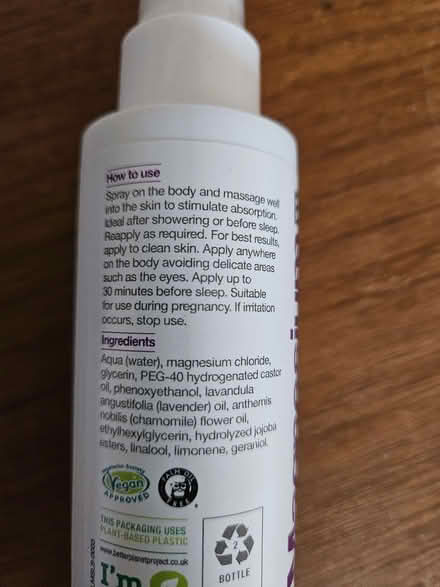 How to use
Spray on the body and massage well
into the skin to stimulate absorption.
Ideal after showering or before sleep.
Reapply as required. For best results,
apply to clean skin. Apply anywhere
on the body avoiding delicate areas
such as the eyes. Apply up to
30 minutes before sleep. Suitable
for use during pregnancy. If irritation
occurs, stop use.
Ingredients
Aqua (water), magnesium chloride,
glycerin, PEG-40 hydrogenated castor
oil, phenoxyethanol, lavandula
angustifolia (lavender) oil, anthemis
nobilis (chamomile) flower oil,
ethylhexylglycerin, hydrolyzed jojoba
esters, linalool, limonene, geraniol.
Vegetarian Society
Vegan
APPROVED
PALM OIL
FREE
THIS PACKAGING USES
PLANT-BASED PLASTIC
www.betterplanetproject.co.uk
I'm
2
BOTTLE